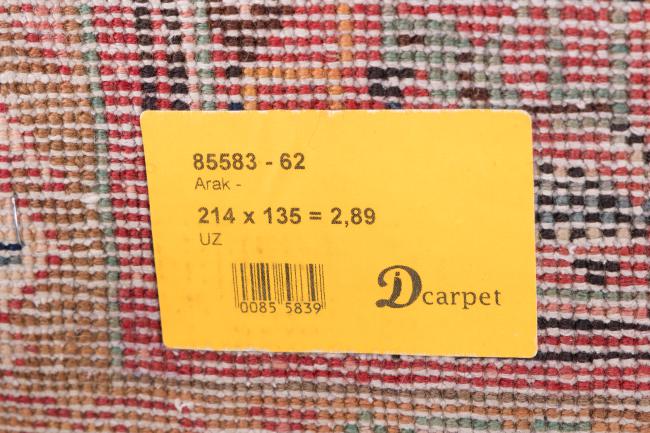 85583 - 62
Arak -
214 x 135 = 2,89
UZ
0085 5839
Dcarpet